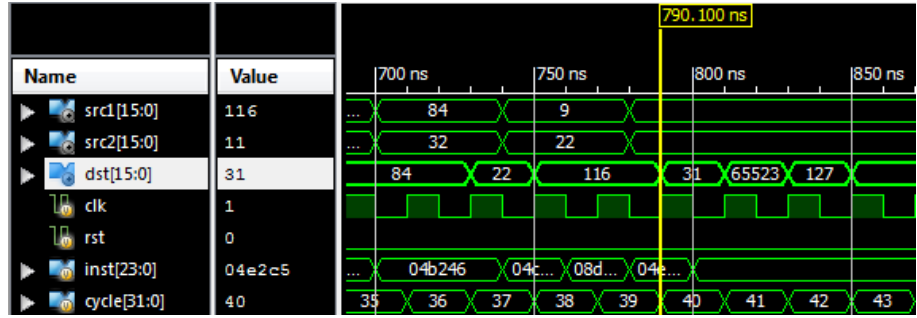 790.100 ns
700 ns 750 ns 800 ns 850 ns
Name Value
src1[15:0] 116 ... 84 9
src2[15:0] 11 ... 32 22
dst[15:0] 31 84 22 116 31 65523 127
clk 1
rst 0
inst[23:0] 04e2c5 ... 04b246 04c... 08d... 04e...
cycle[31:0] 40 35 36 37 38 39 40 41 42 43